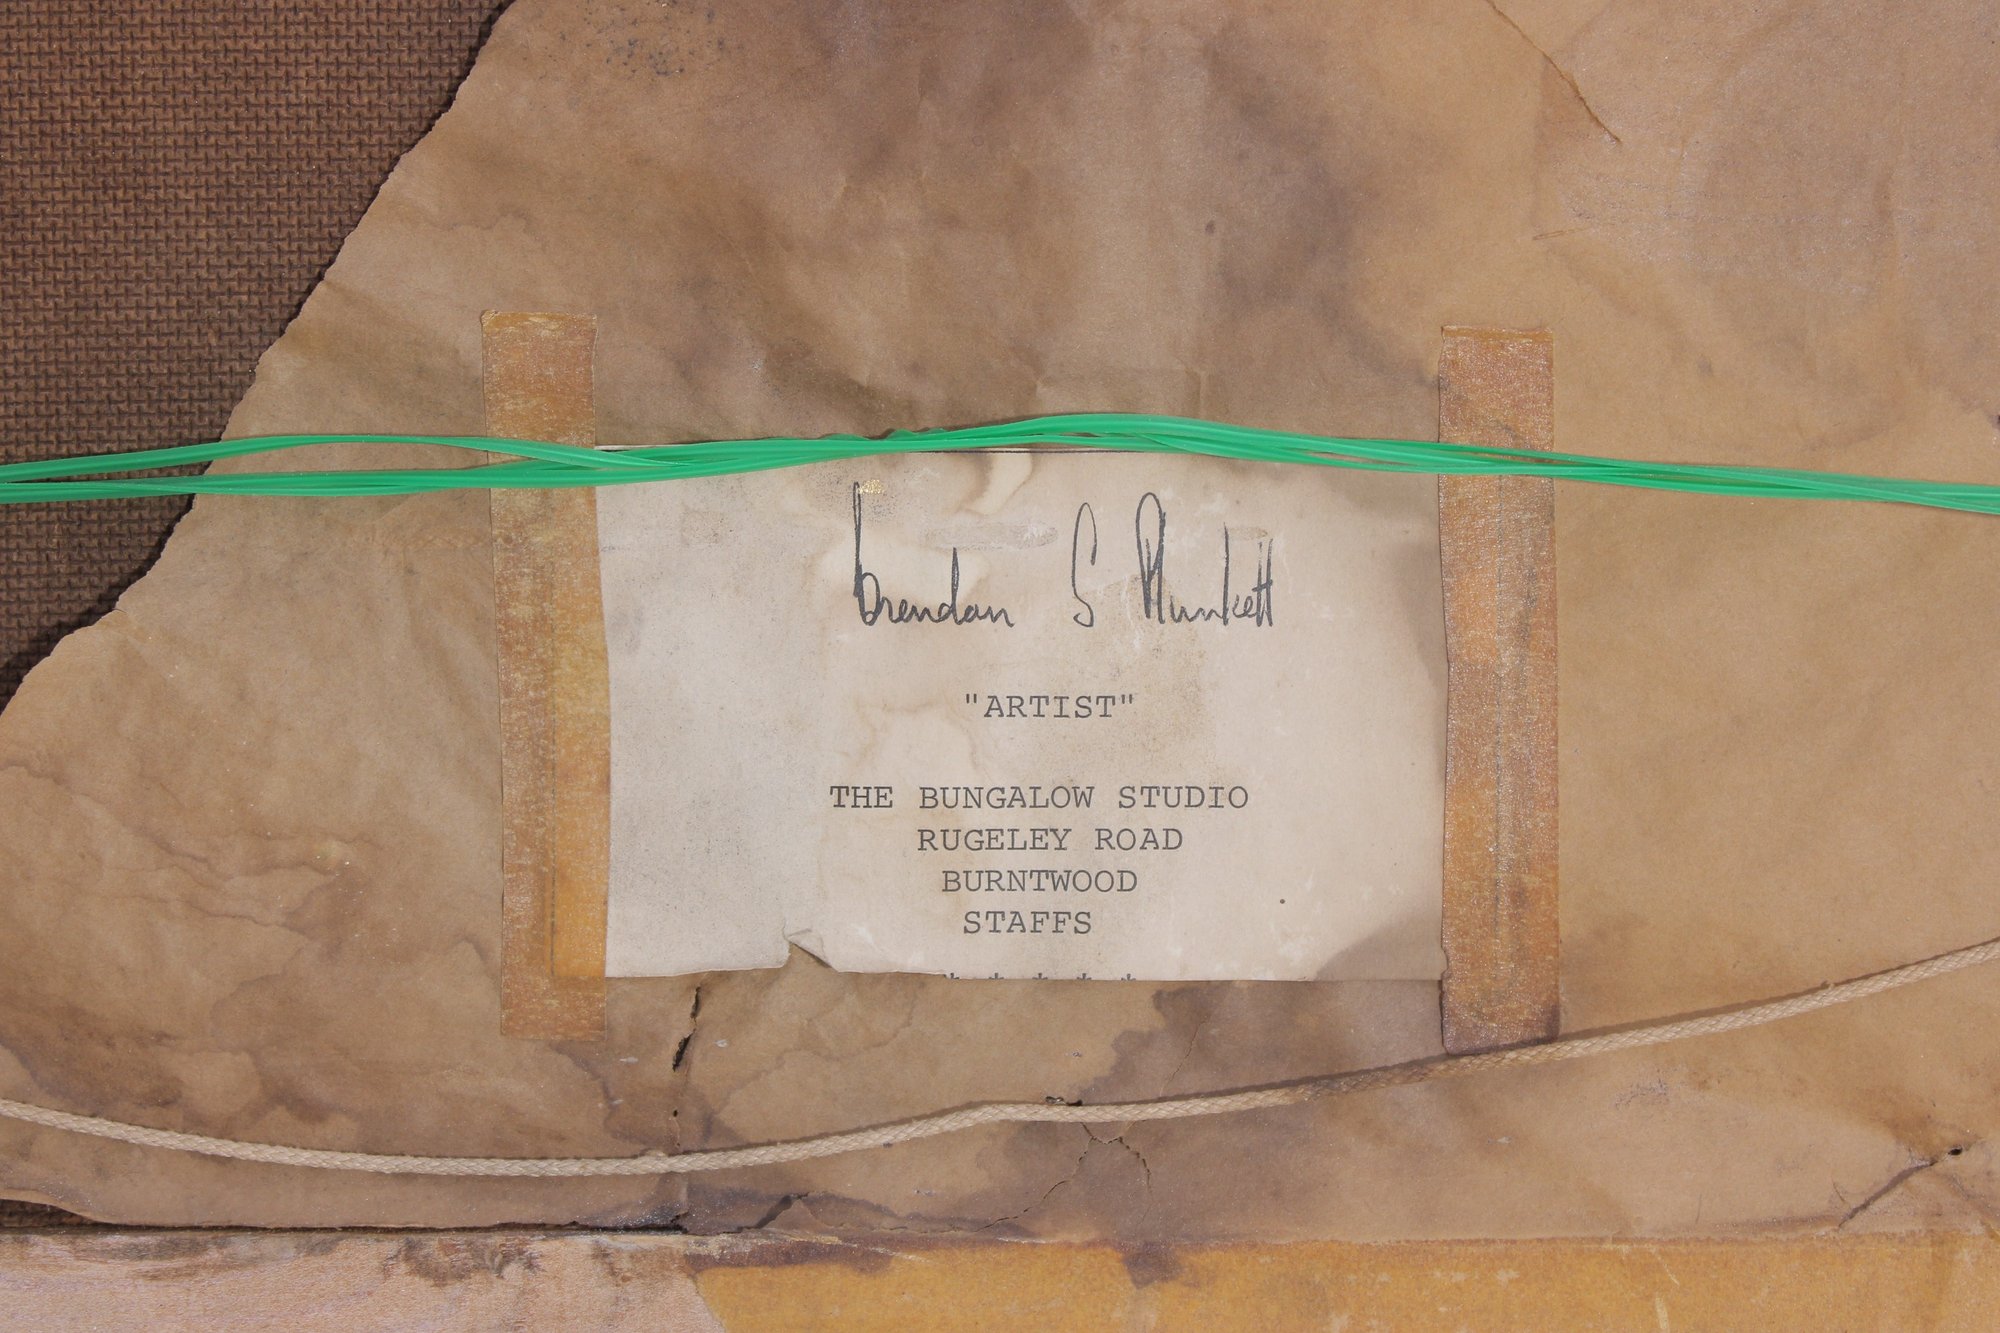 Brendan S Plunkett
"ARTIST"
THE BUNGALOW STUDIO
RUGELEY ROAD
BURNTWOOD
STAFFS
* * * * *